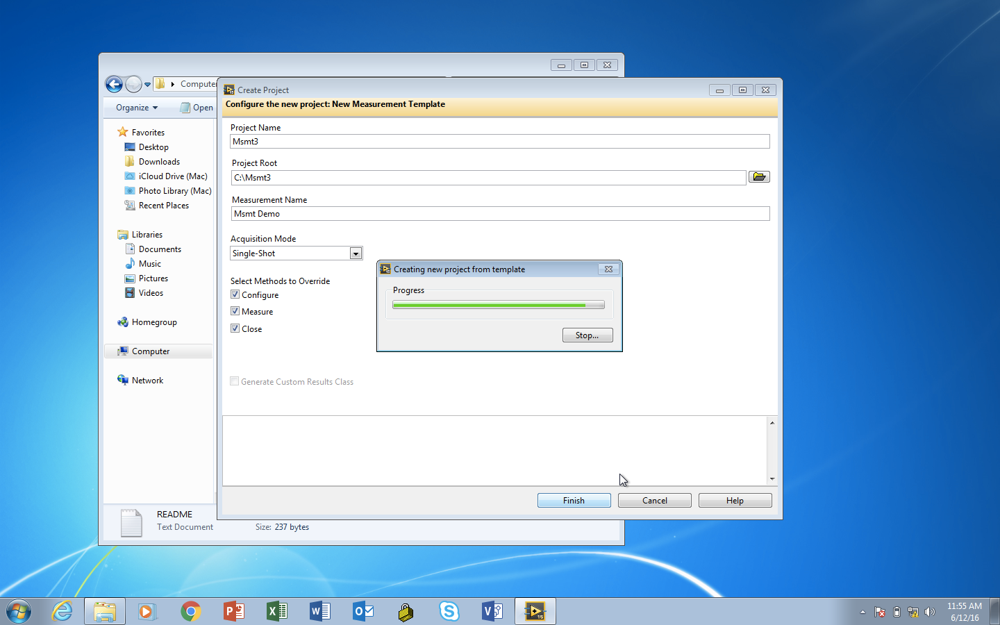 Computer
Organize
Open
Favorites
Desktop
Downloads
iCloud Drive (Mac)
Photo Library (Mac)
Recent Places
Libraries
Documents
Music
Pictures
Videos
Homegroup
Computer
Network
README
Text Document
Size: 237 bytes
Create Project
Configure the new project: New Measurement Template
Project Name
Msmt3
Project Root
C:\Msmt3
Measurement Name
Msmt Demo
Acquisition Mode
Single-Shot
Select Methods to Override
Configure
Measure
Close
Generate Custom Results Class
Creating new project from template
Progress
Stop...
Finish
Cancel
Help
11:55 AM
6/12/16